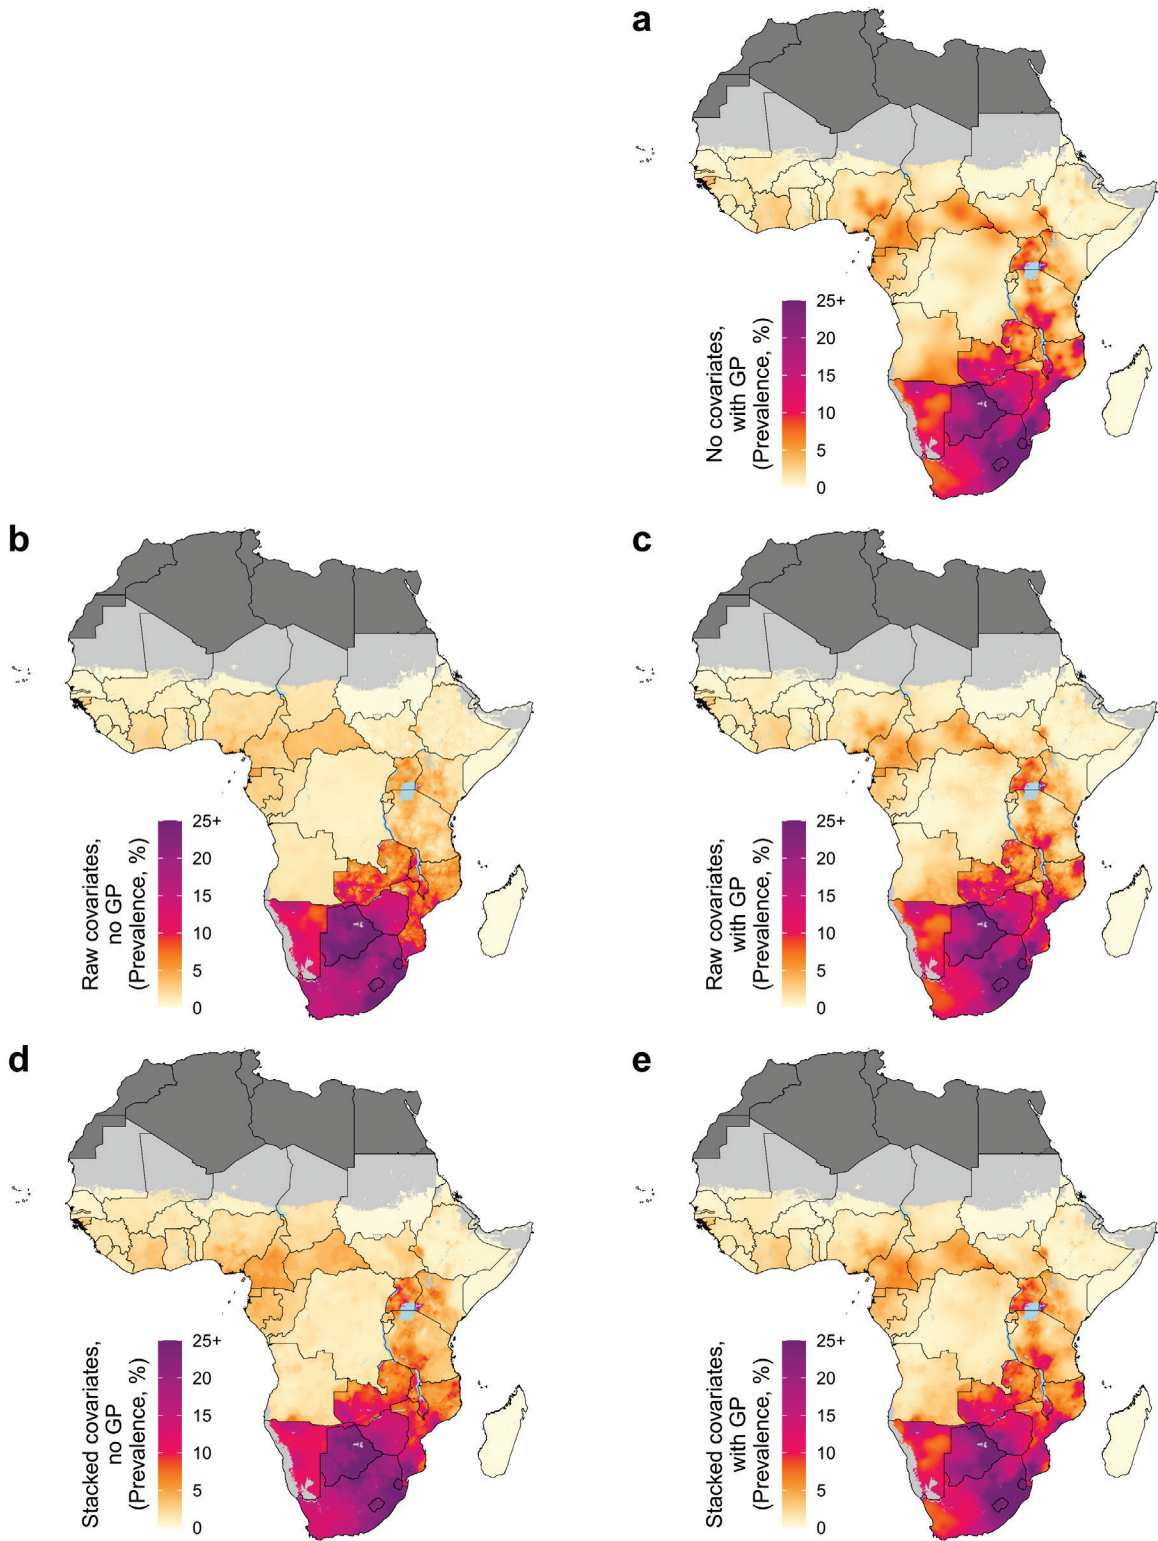 a
No covariates,
with GP
(Prevalence, %)
25+
20
15
10
5
0
b
Raw covariates,
no GP
(Prevalence, %)
25+
20
15
10
5
0
c
Raw covariates,
with GP
(Prevalence, %)
25+
20
15
10
5
0
d
Stacked covariates,
no GP
(Prevalence, %)
25+
20
15
10
5
0
e
Stacked covariates,
with GP
(Prevalence, %)
25+
20
15
10
5
0